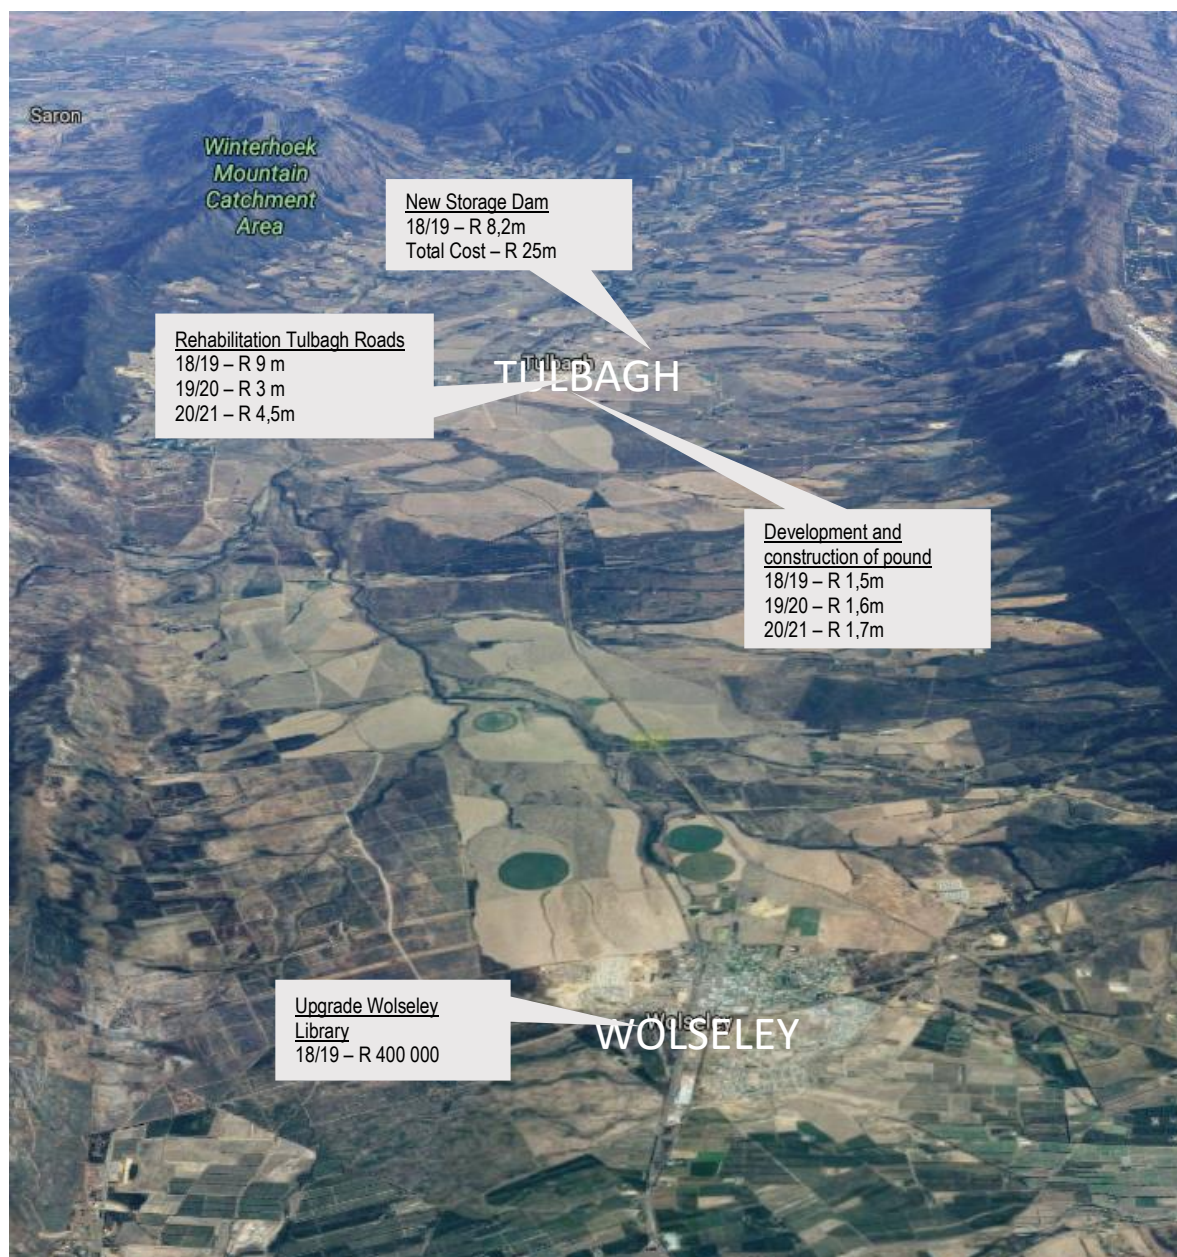 Saron
Winterhoek
Mountain
Catchment
Area
New Storage Dam
18/19 – R 8,2m
Total Cost – R 25m
Rehabilitation Tulbagh Roads
18/19 – R 9 m
19/20 – R 3 m
20/21 – R 4,5m
Tulbagh
TULBAGH
Development and
construction of pound
18/19 – R 1,5m
19/20 – R 1,6m
20/21 – R 1,7m
Upgrade Wolseley
Library
18/19 – R 400 000
Wolseley
WOLSELEY